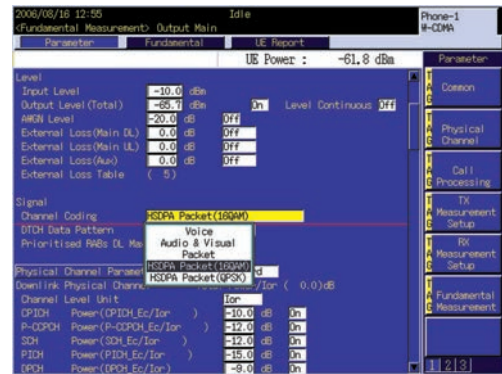 2006/08/16 12:55 Idle Phone-1
<Fundamental Measurement> Output Main W-CDMA
Parameter Fundamental UE Report
UE Power : -61.8 dBm Parameter
Level
Input Level -10.0 dBm
Output Level(Total) -65.7 dBm On Level Continuous Off
AWGN Level -20.0 dB Off
External Loss(Main DL) 0.0 dB Off
External Loss(Main UL) 0.0 dB Off
External Loss(Aux) 0.0 dB Off
External Loss Table ( 5)
Signal
Channel Coding HSDPA Packet(16QAM)
DTCH Data Pattern
Prioritised RABs DL Ma
Voice
Audio & Visual
Packet
HSDPA Packet(16QAM)
HSDPA Packet(QPSK)
Physical Channel Paramet
Downlink Physical Chann /Ior ( 0.0)dB
Channel Level Unit Ior
CPICH Power(CPICH_Ec/Ior ) -10.0 dB On
P-CCPCH Power(P-CCPCH_Ec/Ior) -12.0 dB On
SCH Power(SCH_Ec/Ior ) -12.0 dB On
PICH Power(PICH_Ec/Ior ) -15.0 dB On
DPCH Power(DPCH_Ec/Ior) -9.0 dB On
TAG Common
TAG Physical Channel
TAG Call Processing
TAG TX Measurement Setup
TAG RX Measurement Setup
TAG Fundamental Measurement
1 2 3